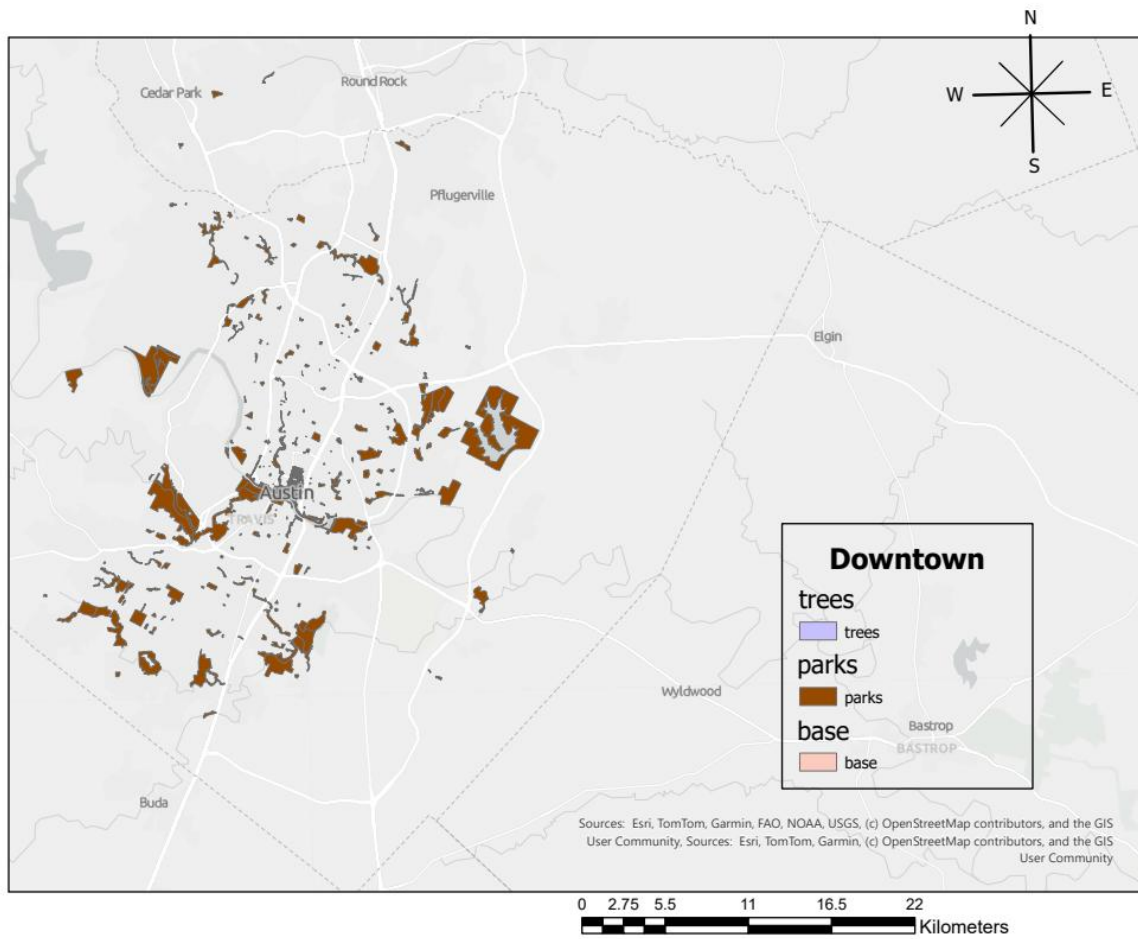 N
W
E
S
Cedar Park
Round Rock
Pflugerville
Elgin
Austin
TRAVIS
Downtown
trees
trees
parks
parks
base
base
Wyldwood
Bastrop
BASTROP
Buda
Sources: Esri, TomTom, Garmin, FAO, NOAA, USGS, (c) OpenStreetMap contributors, and the GIS
User Community, Sources: Esri, TomTom, Garmin, (c) OpenStreetMap contributors, and the GIS
User Community
0 2.75 5.5 11 16.5 22
Kilometers